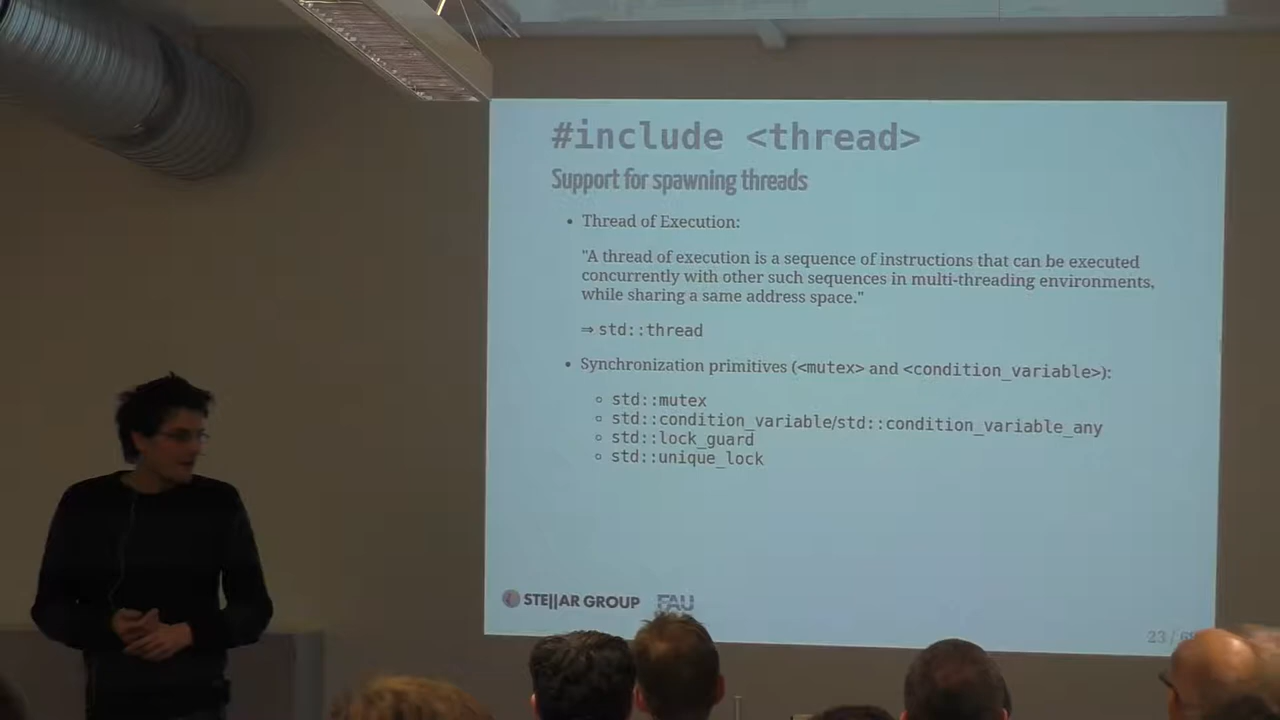 #include <thread>
Support for spawning threads
• Thread of Execution:
"A thread of execution is a sequence of instructions that can be executed
concurrently with other such sequences in multi-threading environments,
while sharing a same address space."
⇒ std::thread
• Synchronization primitives (<mutex> and <condition_variable>):
◦ std::mutex
◦ std::condition_variable/std::condition_variable_any
◦ std::lock_guard
◦ std::unique_lock
STE||AR GROUP FAU
23 /